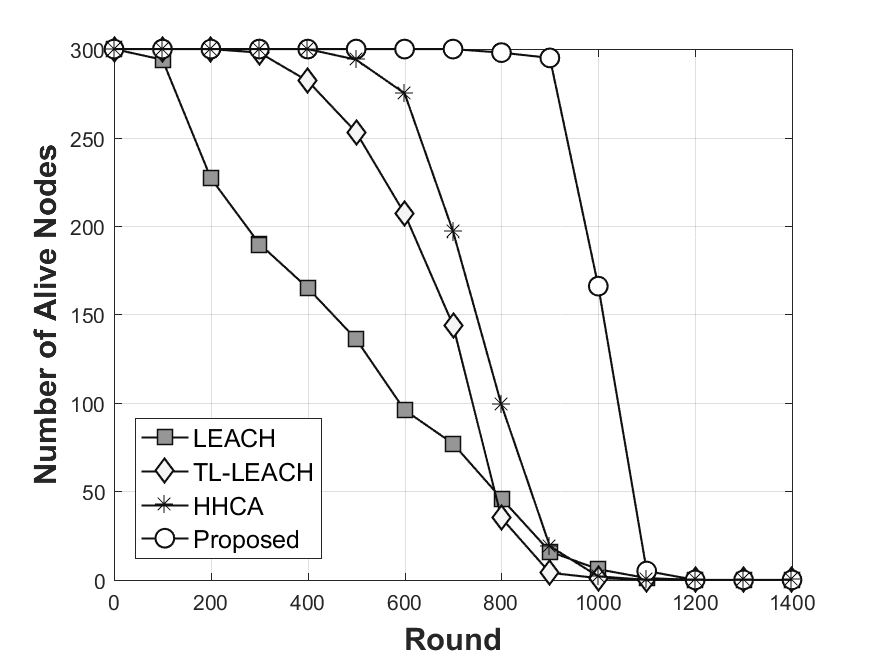 300
250
200
150
100
50
0
Number of Alive Nodes
LEACH
TL-LEACH
HHCA
Proposed
0 200 400 600 800 1000 1200 1400
Round